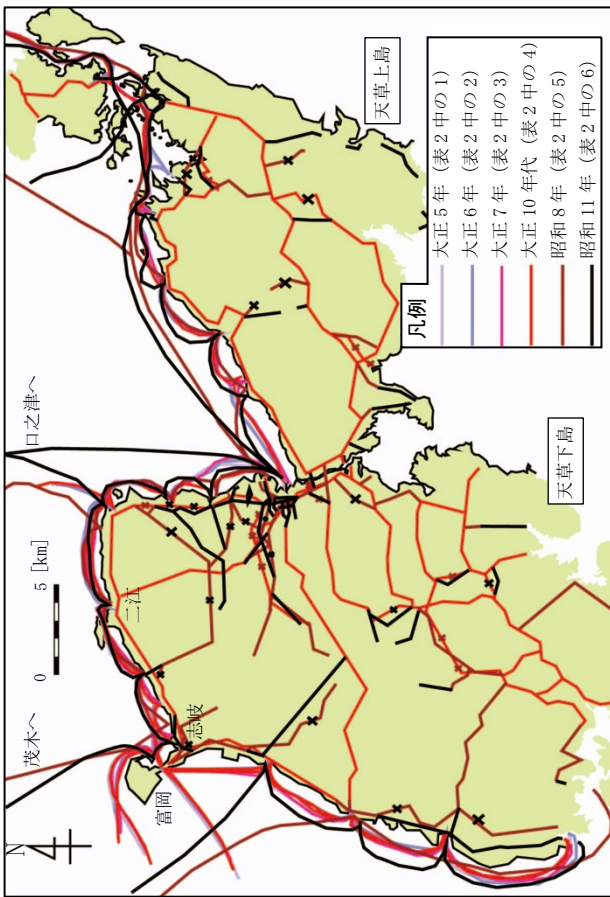 N
茂木へ
口之津へ
0 5 [km]
富岡
志岐
二江
天草下島
天草上島
凡例
大正5年（表2中の1）
大正6年（表2中の2）
大正7年（表2中の3）
大正10年代（表2中の4）
昭和8年（表2中の5）
昭和11年（表2中の6）